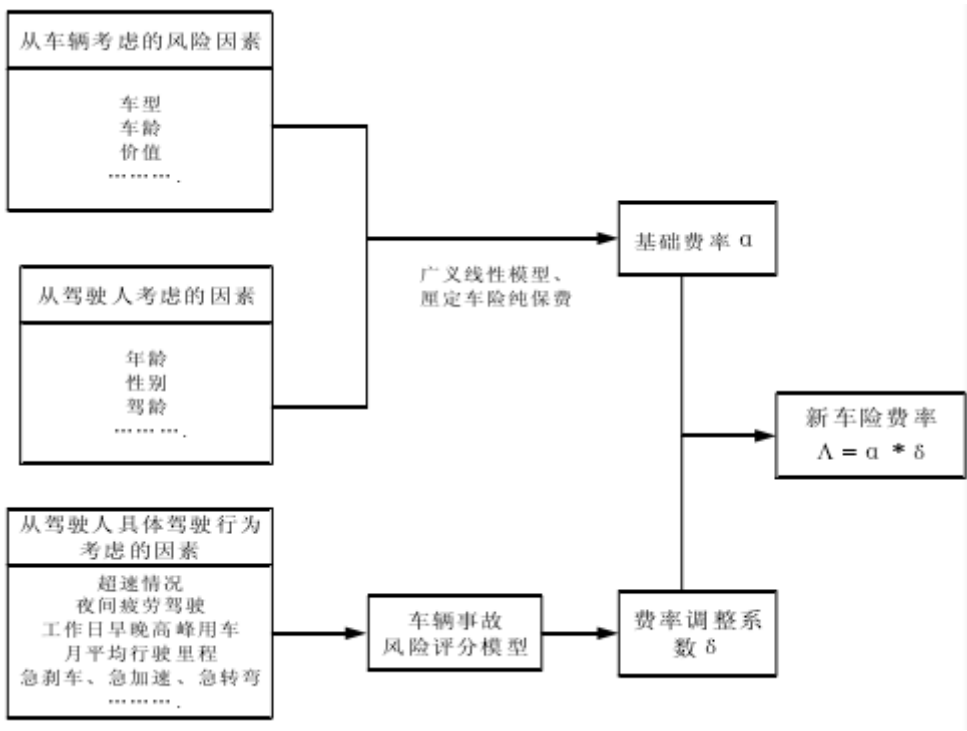 从车辆考虑的风险因素
车型
车龄
价值
……….
从驾驶人考虑的因素
年龄
性别
驾龄
……….
广义线性模型、
厘定车险纯保费
基础费率 α
从驾驶人具体驾驶行为
考虑的因素
超速情况
夜间疲劳驾驶
工作日早晚高峰用车
月平均行驶里程
急刹车、急加速、急转弯
……….
车辆事故
风险评分模型
费率调整系
数 δ
新车险费率
Λ = α * δ